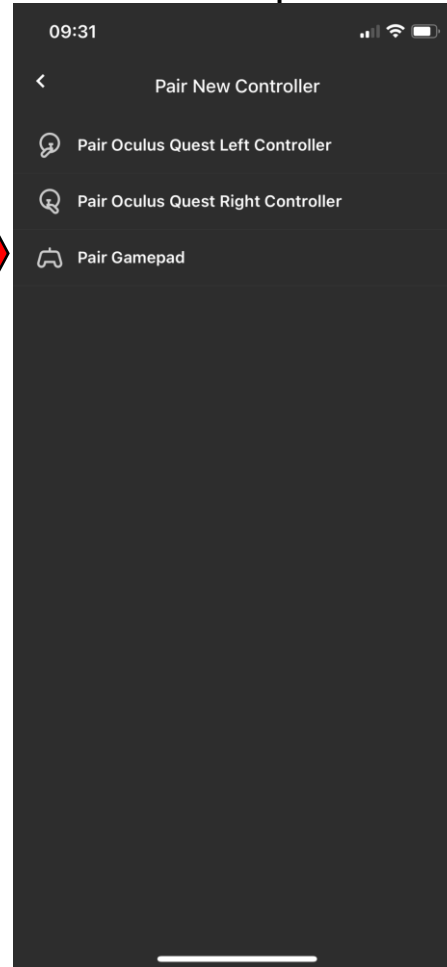 09:31
Pair New Controller
Pair Oculus Quest Left Controller
Pair Oculus Quest Right Controller
Pair Gamepad